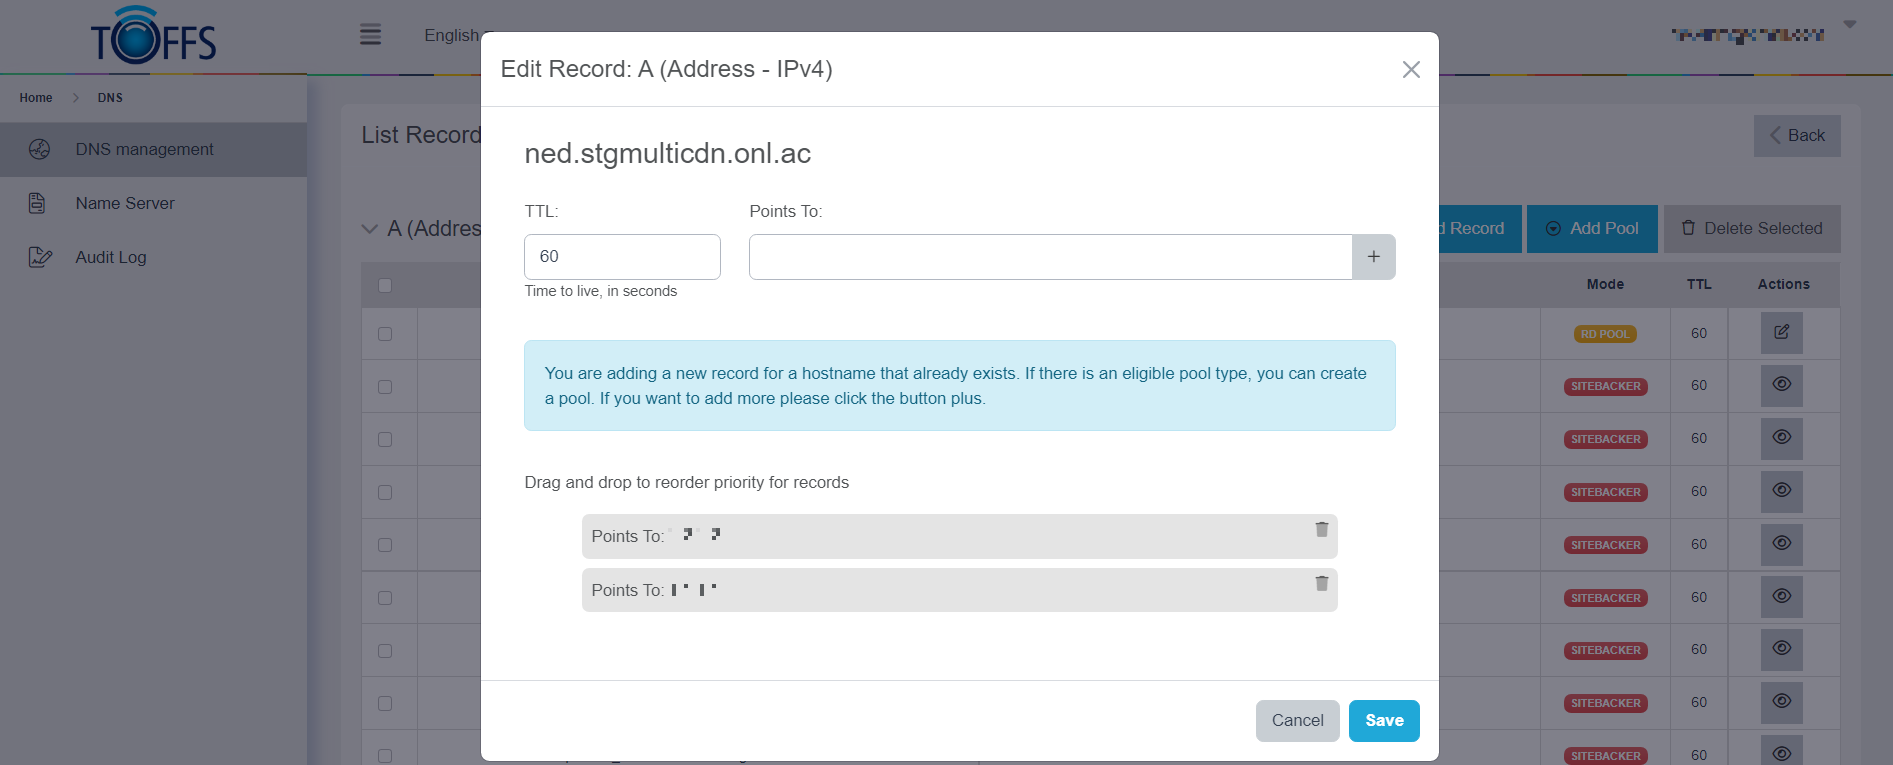 TOFFS
English
Edit Record: A (Address - IPv4)
Home > DNS
DNS management
Name Server
Audit Log
List Record
Back
ned.stgmulticdn.onl.ac
TTL:
Points To:
60
+
Time to live, in seconds
A (Addres
d Record
Add Pool
Delete Selected
Mode
TTL
Actions
RD POOL
60
SITEBACKER
60
SITEBACKER
60
SITEBACKER
60
SITEBACKER
60
SITEBACKER
60
SITEBACKER
60
SITEBACKER
60
SITEBACKER
60
You are adding a new record for a hostname that already exists. If there is an eligible pool type, you can create
a pool. If you want to add more please click the button plus.
Drag and drop to reorder priority for records
Points To:
Points To:
Cancel
Save